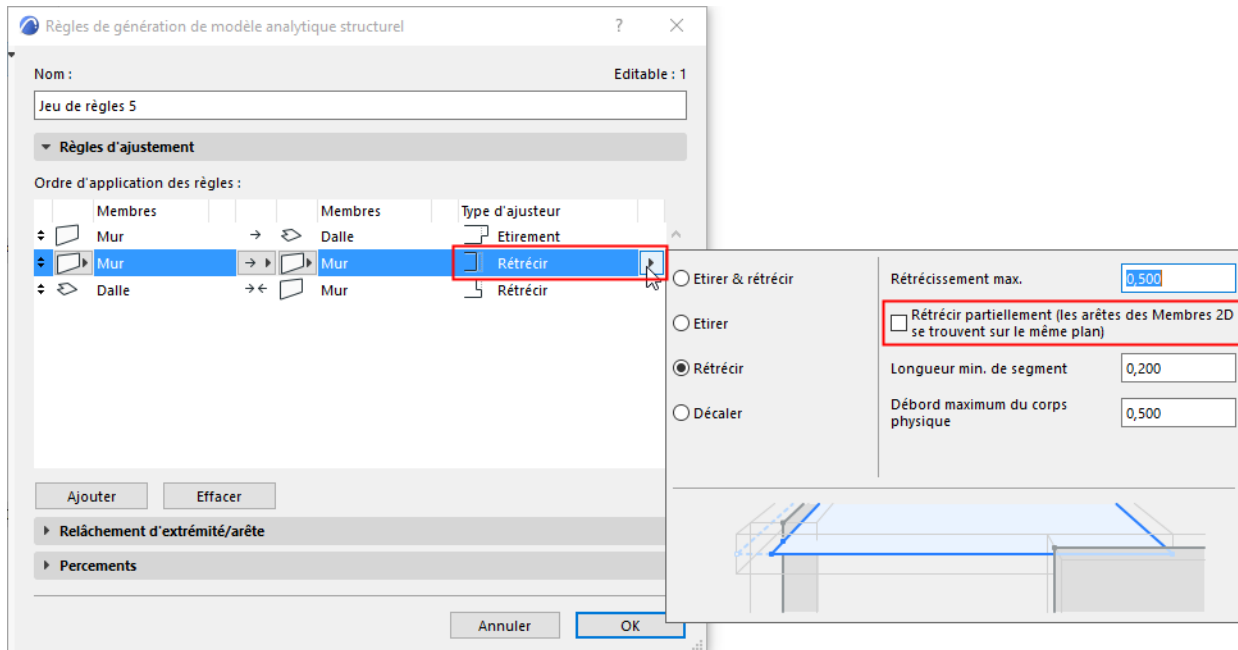 Règles de génération de modèle analytique structurel ?
Nom :
Editable : 1
Jeu de règles 5
Règles d'ajustement
Ordre d'application des règles :
Membres Membres Type d'ajusteur
Mur Dalle Etirement
Mur Mur Rétrécir
Dalle Mur Rétrécir
Ajouter Effacer
Relâchement d'extrémité/arête
Percements
Annuler OK
Etirer & rétrécir
Etirer
Rétrécir
Décaler
Rétrécissement max. 0,500
Rétrécir partiellement (les arêtes des Membres 2D
se trouvent sur le même plan)
Longueur min. de segment 0,200
Débord maximum du corps
physique 0,500